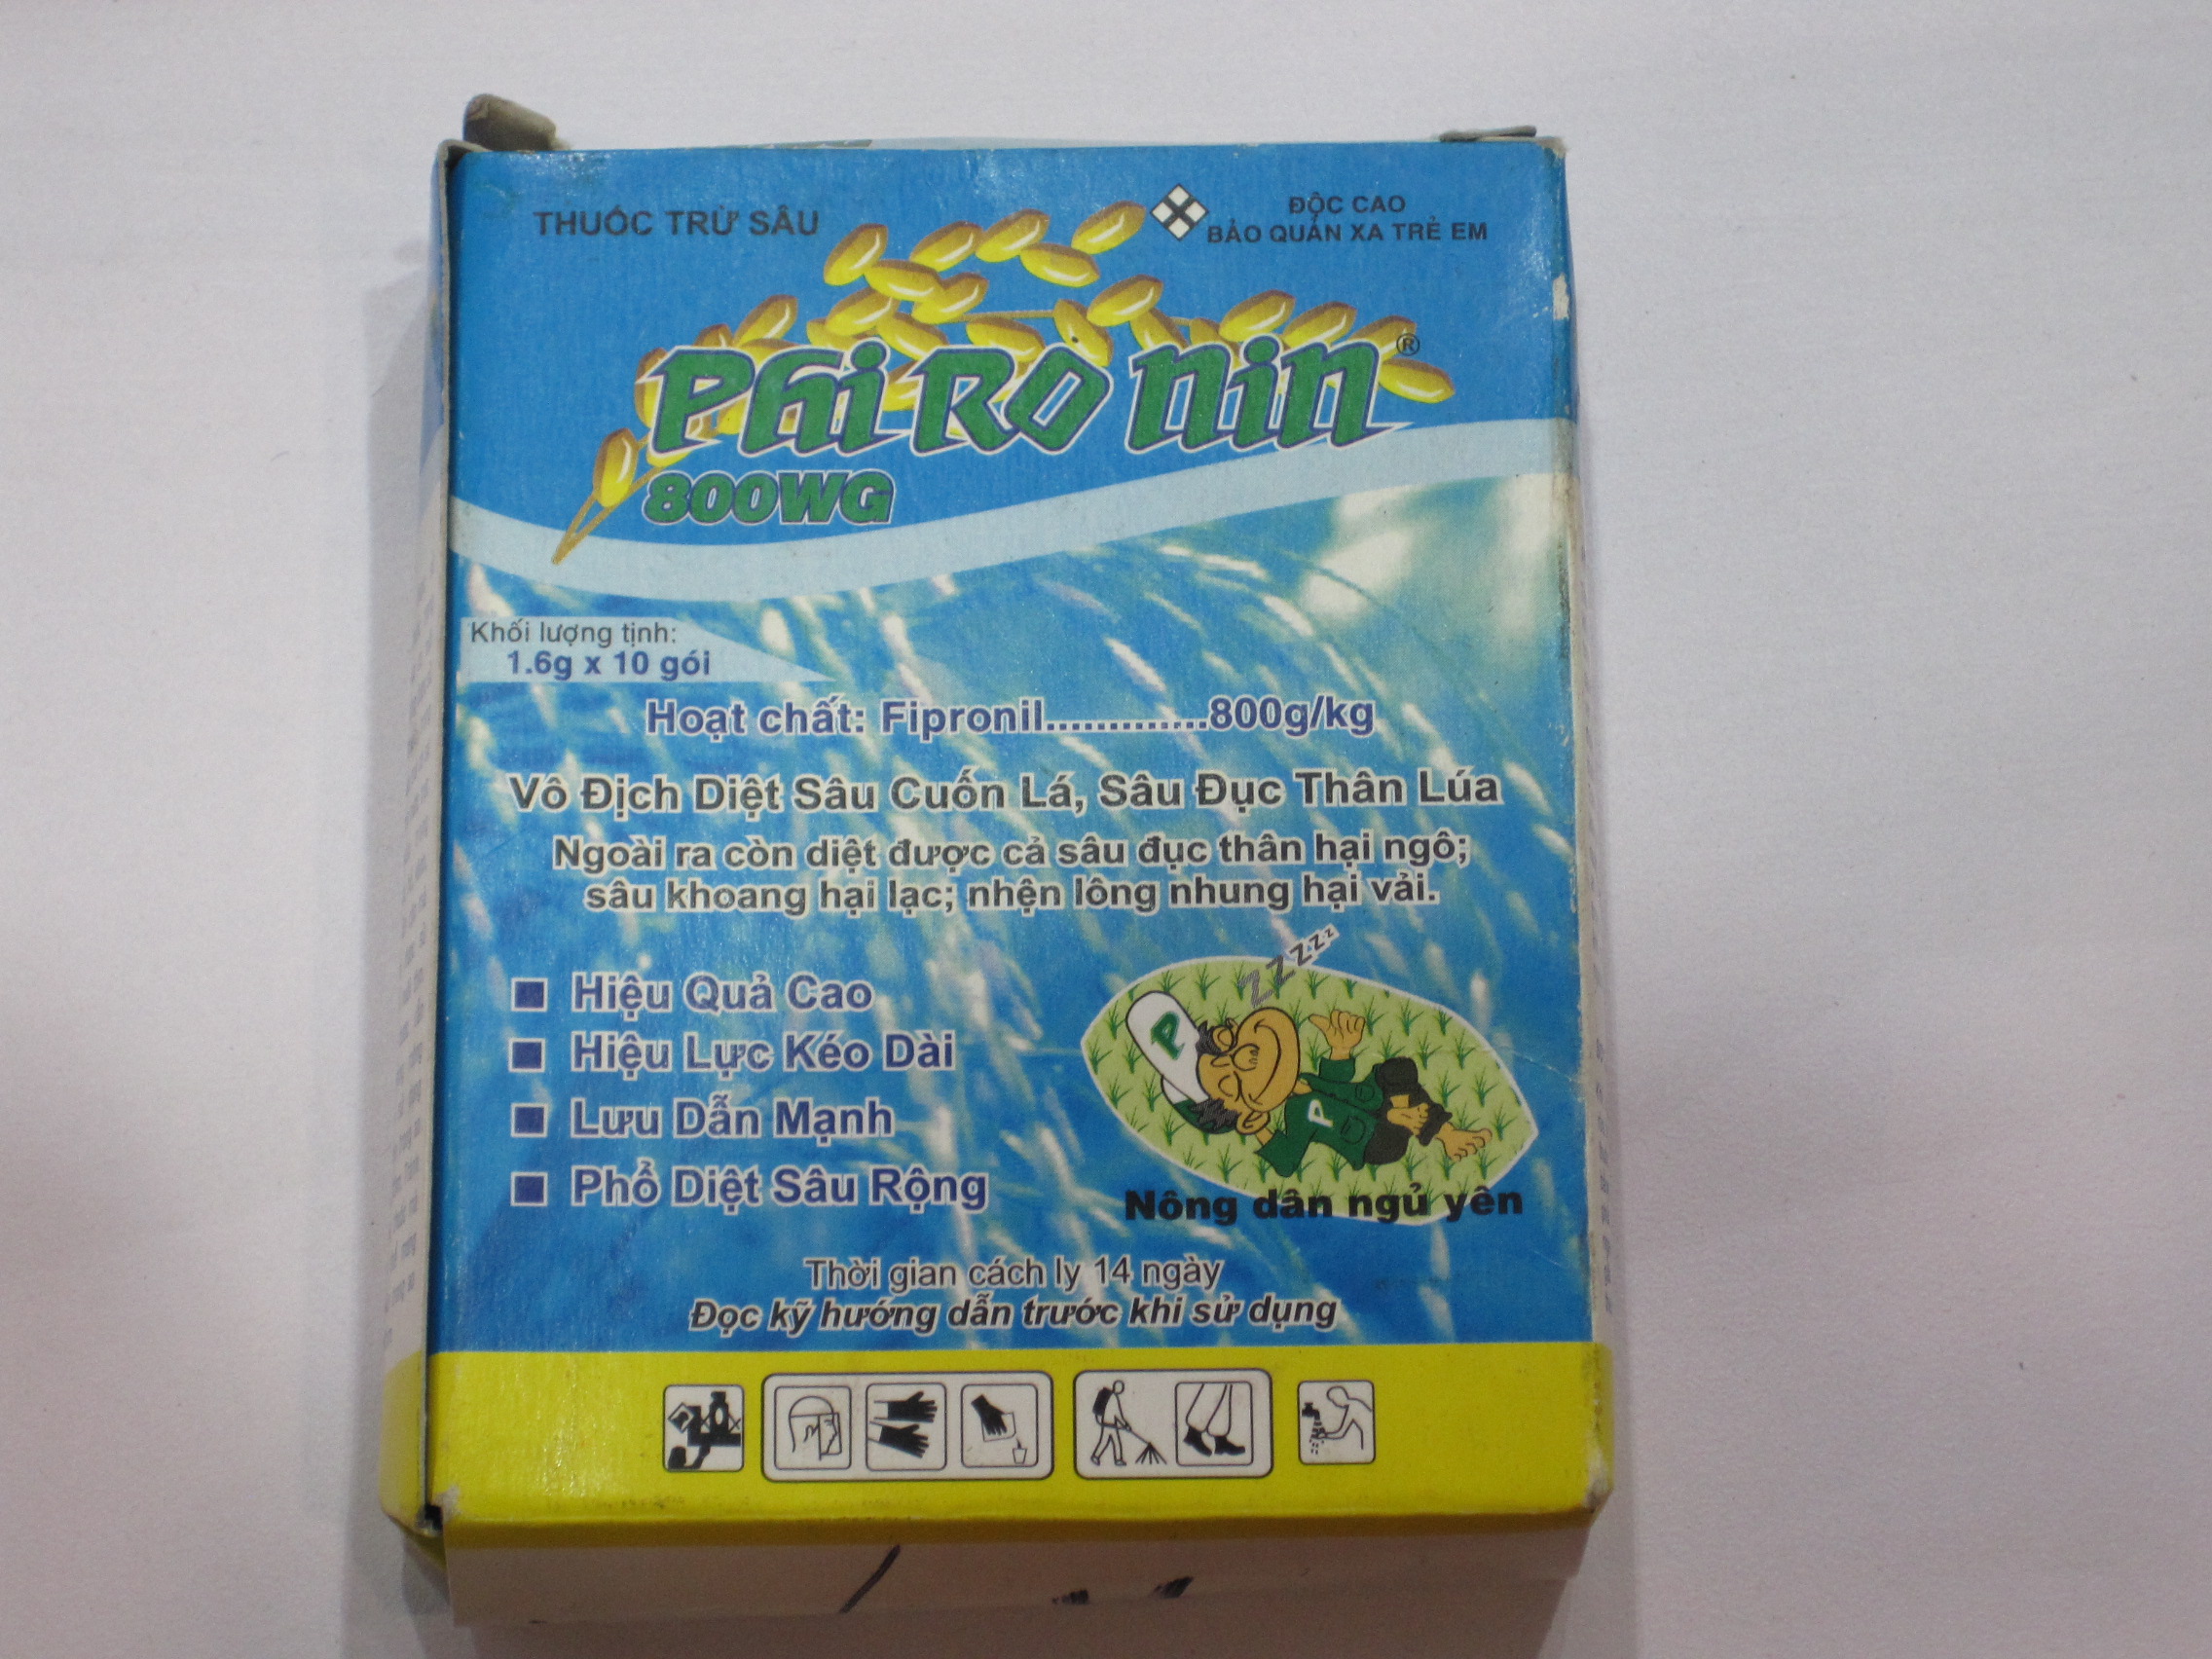 THUỐC TRỪ SÂU
ĐỘC CAO
BẢO QUẢN XA TRẺ EM
Phi RO nin®
800WG
Khối lượng tịnh:
1.6g x 10 gói
Hoạt chất: Fipronil.............800g/kg
Vô Địch Diệt Sâu Cuốn Lá, Sâu Đục Thân Lúa
Ngoài ra còn diệt được cả sâu đục thân hại ngô;
sâu khoang hại lạc; nhện lông nhung hại vải.
zzzzzz
Hiệu Quả Cao
Hiệu Lực Kéo Dài
Lưu Dẫn Mạnh
Phổ Diệt Sâu Rộng
P
P
Nông dân ngủ yên
Thời gian cách ly 14 ngày
Đọc kỹ hướng dẫn trước khi sử dụng